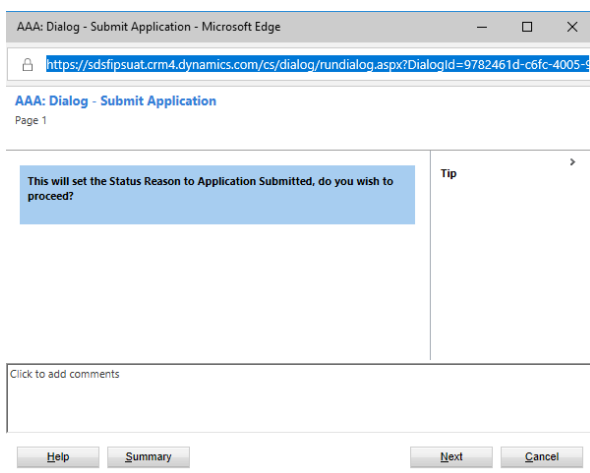 AAA: Dialog - Submit Application - Microsoft Edge
https://sdsfipsuat.crm4.dynamics.com/cs/dialog/rundialog.aspx?DialogId=9782461d-c6fc-4005-9
AAA: Dialog - Submit Application
Page 1
This will set the Status Reason to Application Submitted, do you wish to
proceed?
Tip
Click to add comments
Help
Summary
Next
Cancel